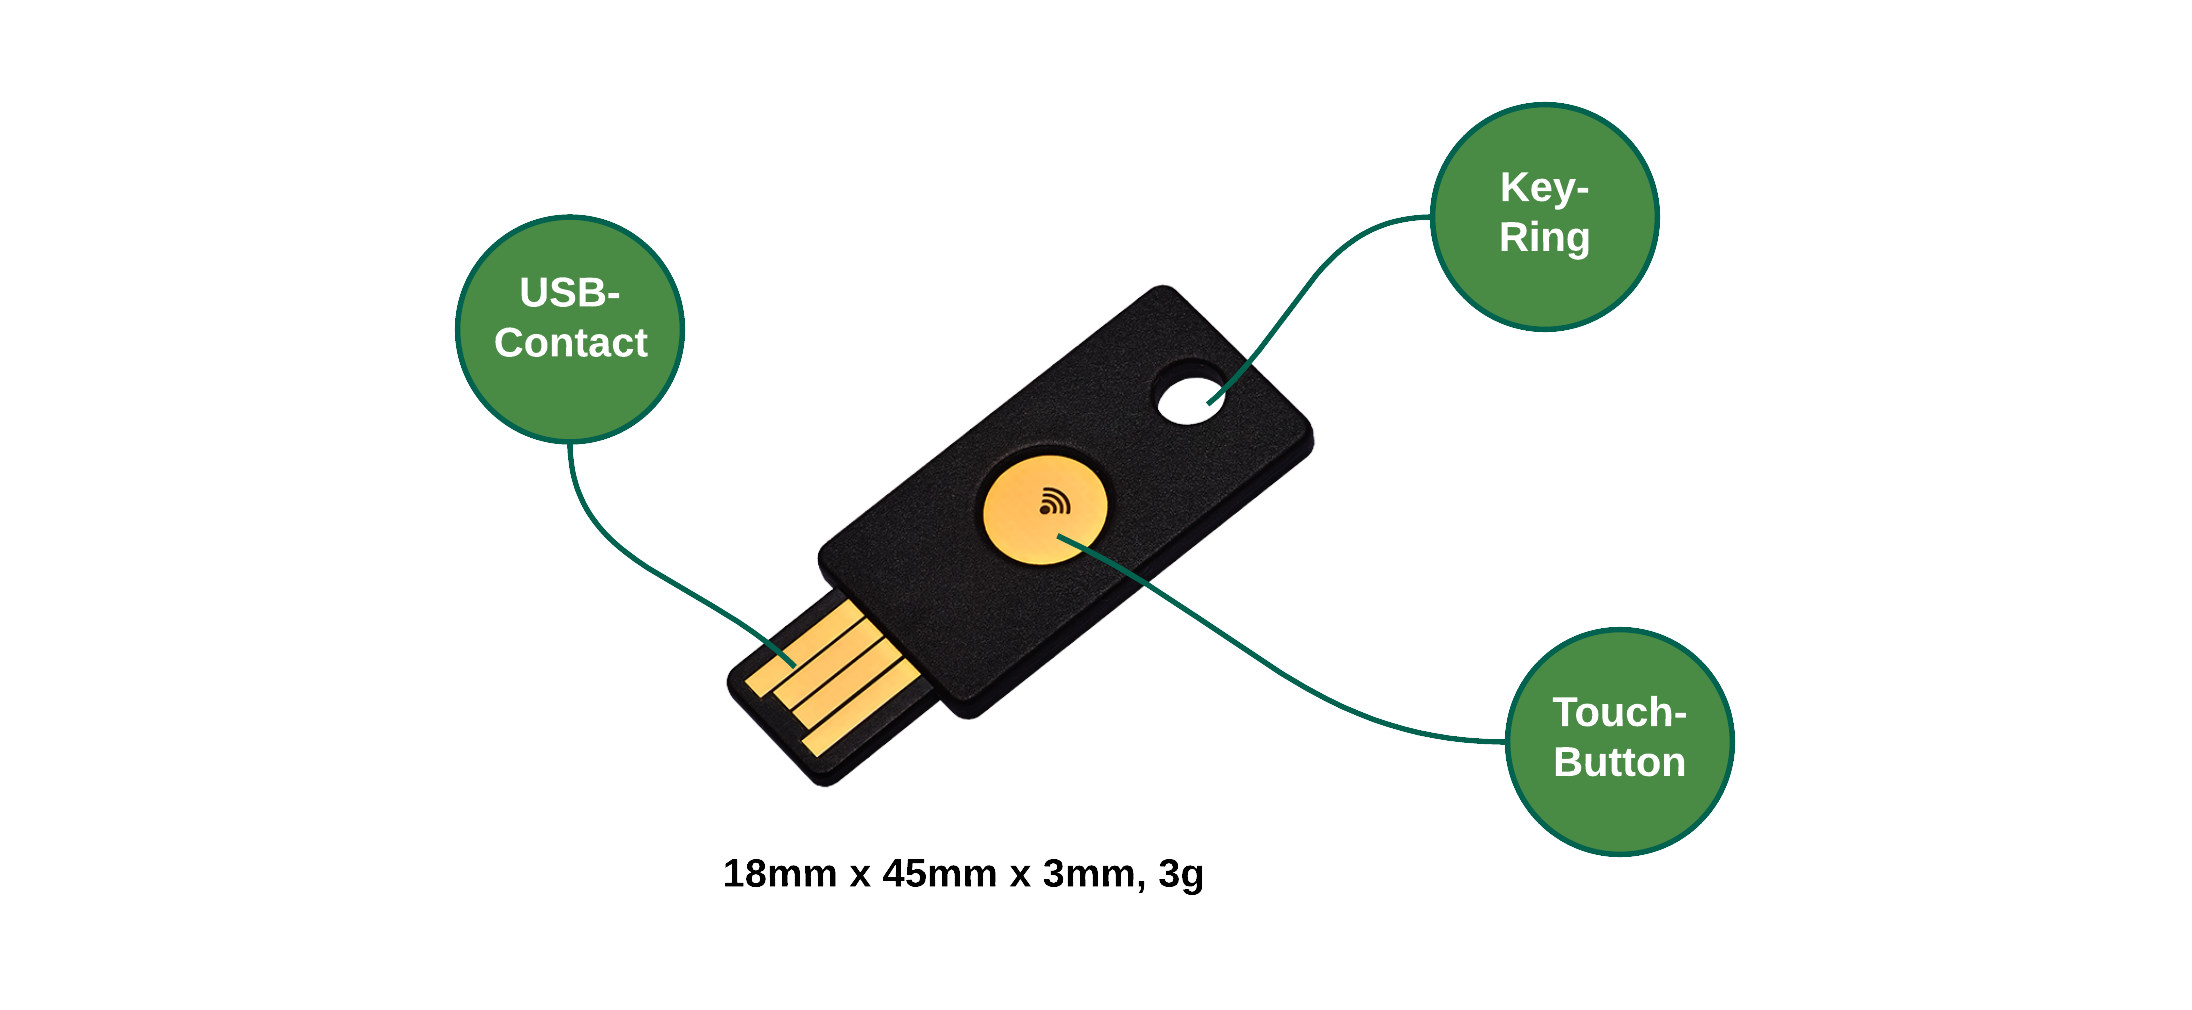 Key-
Ring
USB-
Contact
Touch-
Button
18mm x 45mm x 3mm, 3g